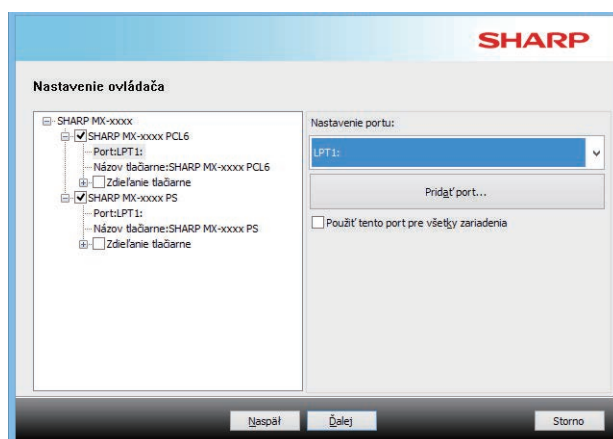 SHARP
Nastavenie ovládača
SHARP MX-xxxx
SHARP MX-xxxx PCL6
Port:LPT1:
Názov tlačiarne:SHARP MX-xxxx PCL6
Zdieľanie tlačiarne
SHARP MX-xxxx PS
Port:LPT1:
Názov tlačiarne:SHARP MX-xxxx PS
Zdieľanie tlačiarne
Nastavenie portu:
LPT1:
Pridať port...
Použiť tento port pre všetky zariadenia
Naspäť
Ďalej
Storno